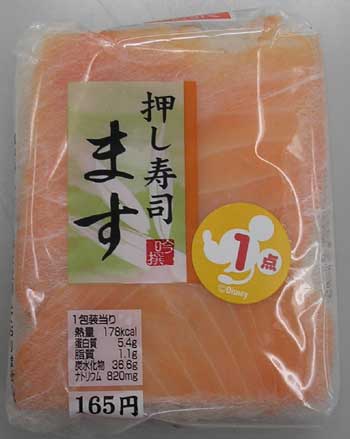 押し寿司
ます
吟撰
1点
©Disney
1包装当り
熱量 178kcal
蛋白質 5.4g
脂質 1.1g
炭水化物 36.6g
ナトリウム 820mg
165円